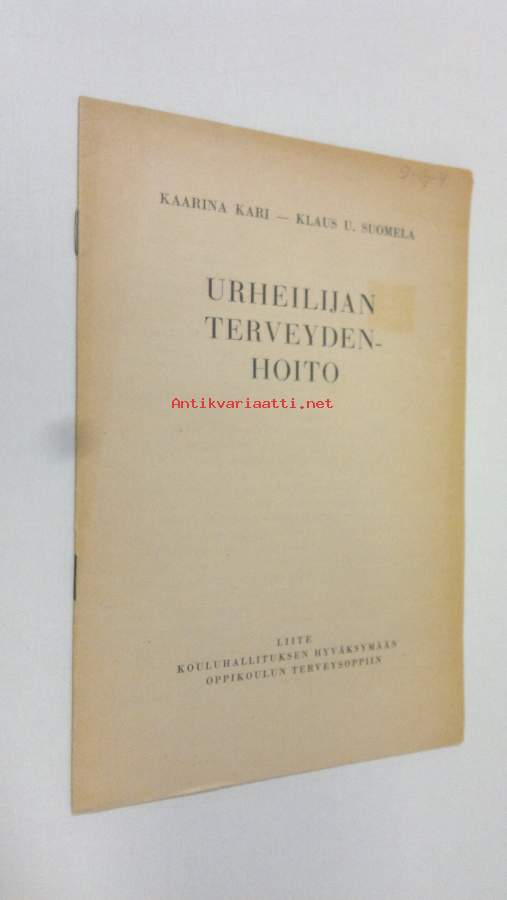 KAARINA KARI — KLAUS U. SUOMELA
URHEILIJAN
TERVEYDEN-
HOITO
Antikvariaatti.net
LIITE
KOULUHALLITUKSEN HYVÄKSYMÄÄN
OPPIKOULUN TERVEYSOPPIIN